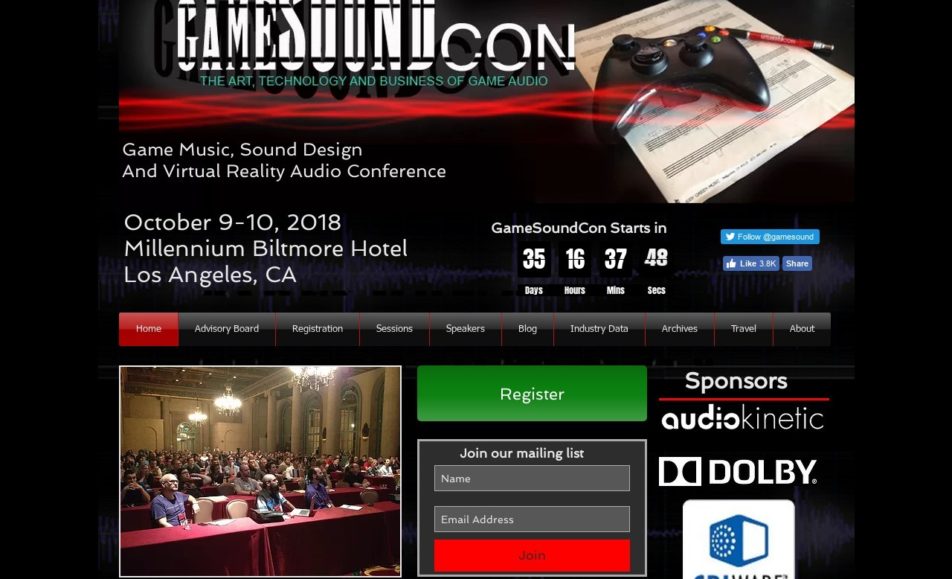 GAMESOUNDCON
THE ART, TECHNOLOGY AND BUSINESS OF GAME AUDIO
Game Music, Sound Design
And Virtual Reality Audio Conference
October 9-10, 2018
Millennium Biltmore Hotel
Los Angeles, CA
GameSoundCon Starts in
35 16 37 48
Days Hours Mins Secs
Follow @gamesound
Like 3.8K Share
Home Advisory Board Registration Sessions Speakers Blog Industry Data Archives Travel About
Register
Join our mailing list
Name
Email Address
Join
Sponsors
audiokinetic
DOLBY®